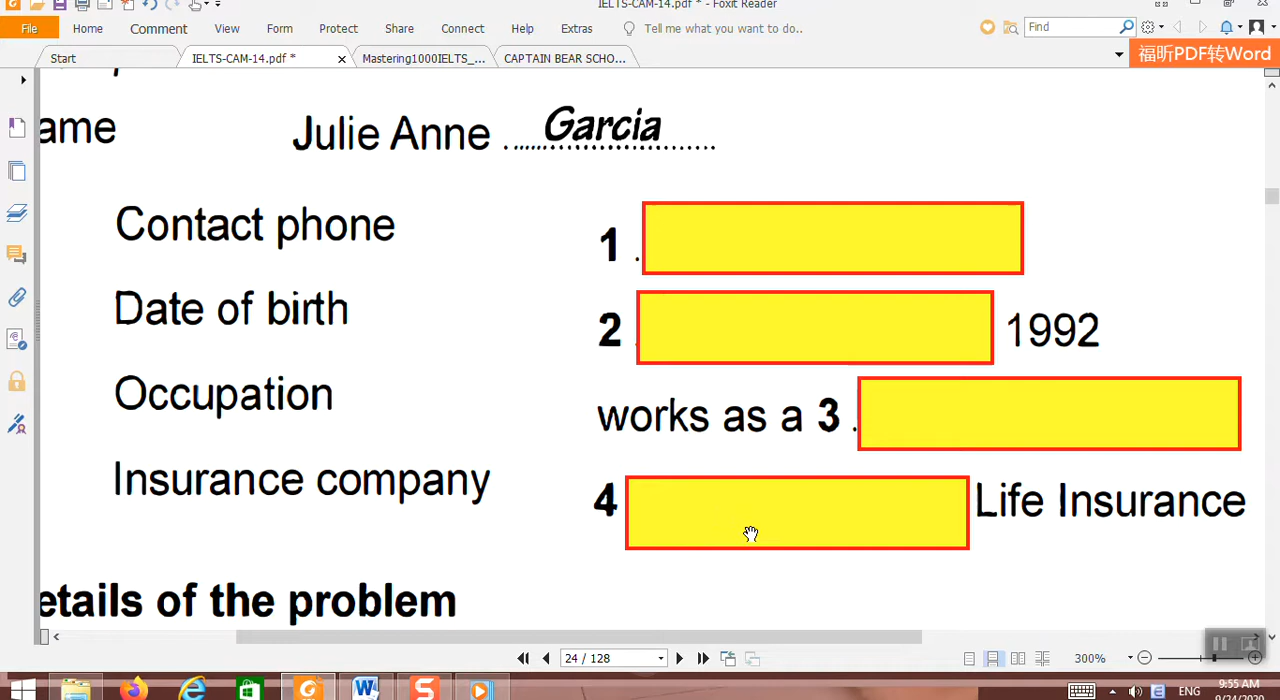 IELTS-CAM-14.pdf * - Foxit Reader
File Home Comment View Form Protect Share Connect Help Extras Tell me what you want to do.. Find
Start IELTS-CAM-14.pdf * Mastering1000IELTS_... CAPTAIN BEAR SCHO... 福昕PDF转Word
ame Julie Anne Garcia
Contact phone 1
Date of birth 2 1992
Occupation works as a 3
Insurance company 4 Life Insurance
etails of the problem
24 / 128 300%
ENG 9:55 AM
9/24/2020